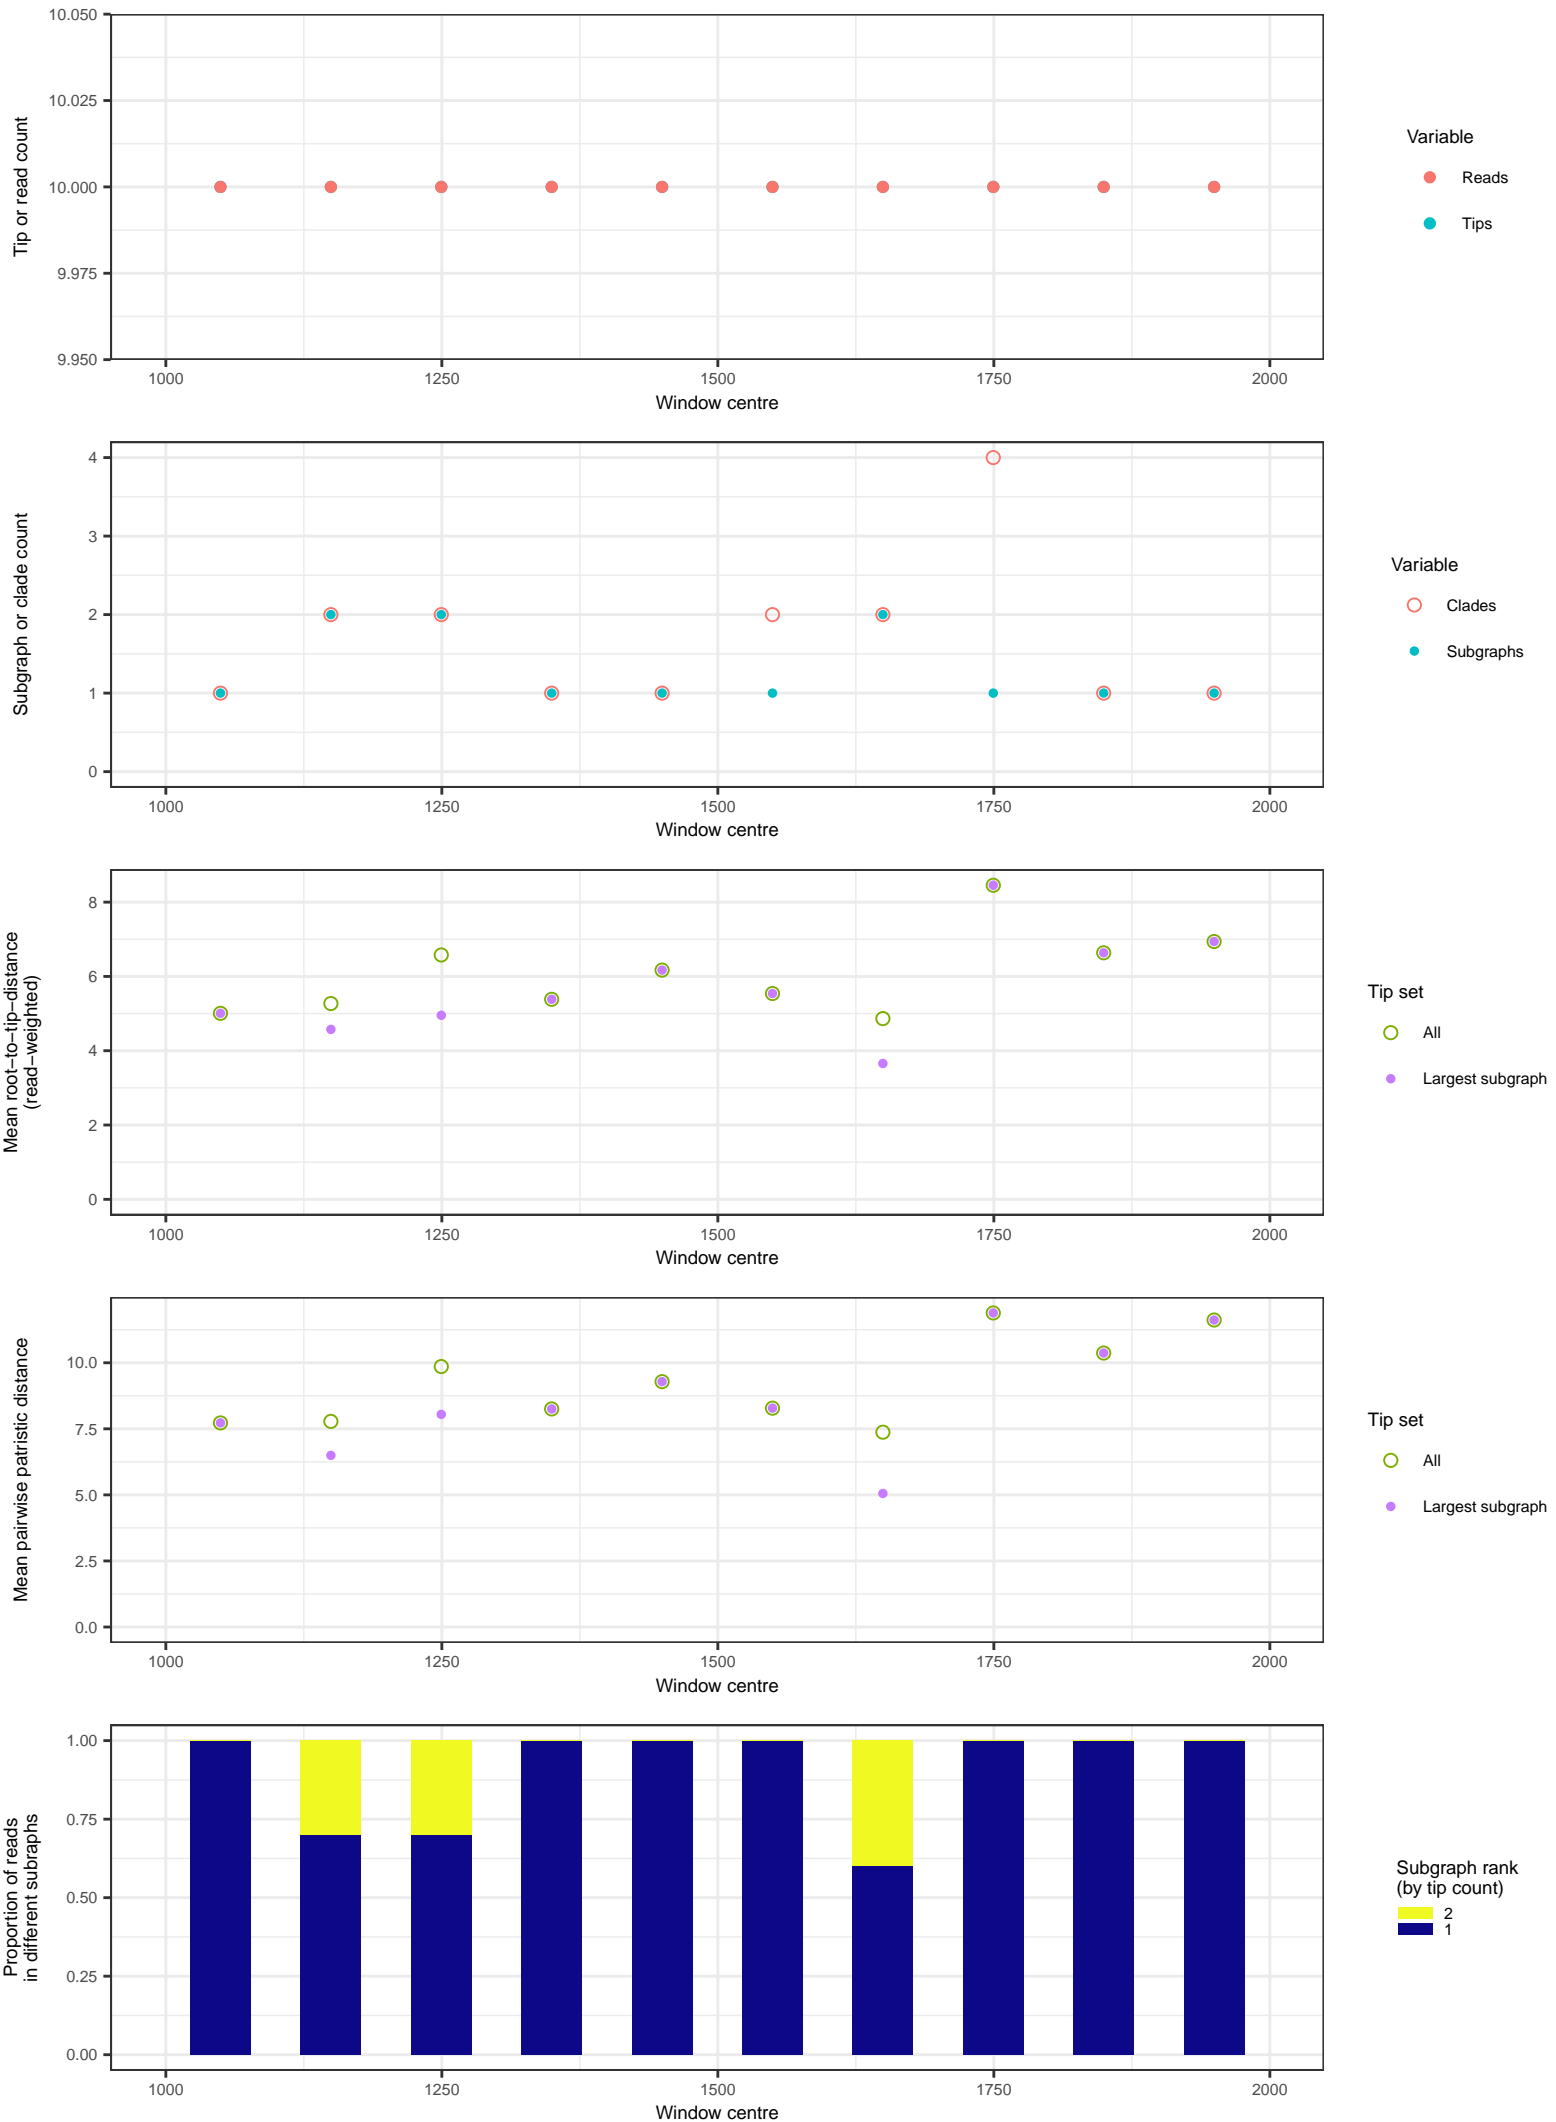 10.050
10.025
10.000
9.975
9.950
Tip or read count
1000 1250 1500 1750 2000
Window centre
Variable
Reads
Tips
4
3
2
1
0
Subgraph or clade count
1000 1250 1500 1750 2000
Window centre
Variable
Clades
Subgraphs
8
6
4
2
0
Mean root−to−tip−distance
(read−weighted)
1000 1250 1500 1750 2000
Window centre
Tip set
All
Largest subgraph
10.0
7.5
5.0
2.5
0.0
Mean pairwise patristic distance
1000 1250 1500 1750 2000
Window centre
Tip set
All
Largest subgraph
1.00
0.75
0.50
0.25
0.00
Proportion of reads
in different subraphs
1000 1250 1500 1750 2000
Window centre
Subgraph rank
(by tip count)
2
1